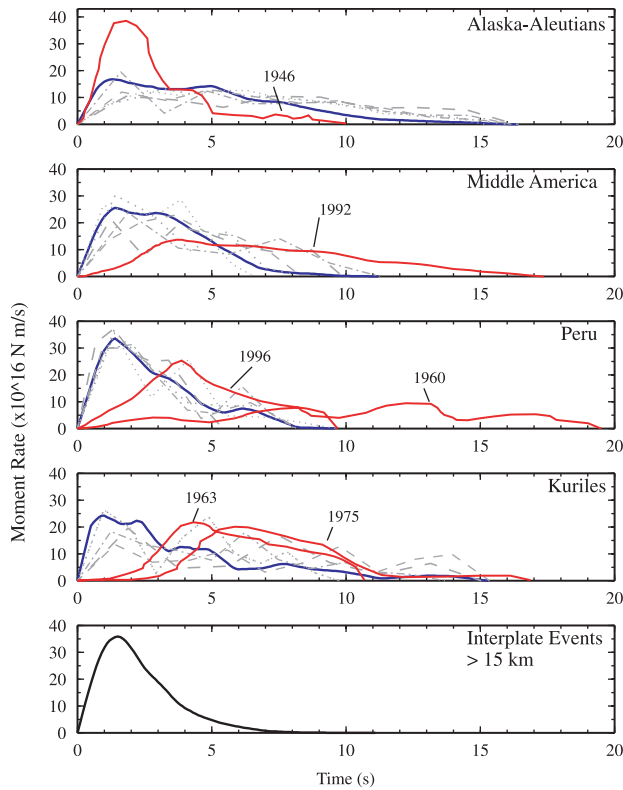 Alaska-Aleutians
40
30
20
10
0
1946
0 5 10 15 20
Middle America
40
30
20
10
0
1992
0 5 10 15 20
Peru
40
30
20
10
0
1996
1960
0 5 10 15 20
Kuriles
40
30
20
10
0
1963
1975
0 5 10 15 20
Interplate Events
> 15 km
40
30
20
10
0
0 5 10 15 20
Moment Rate (x10^16 N m/s)
Time (s)